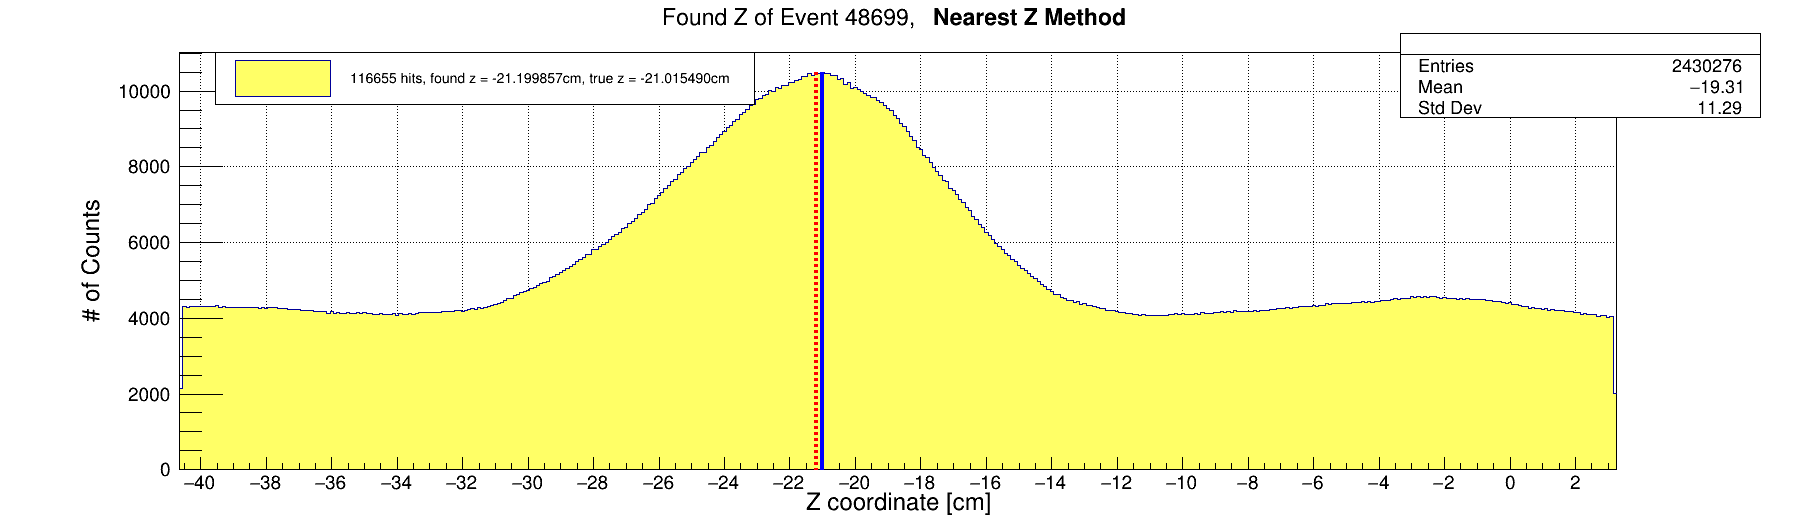 Found Z of Event 48699, Nearest Z Method
116655 hits, found z = -21.199857cm, true z = -21.015490cm
Entries 2430276
Mean −19.31
Std Dev 11.29
# of Counts
10000
8000
6000
4000
2000
0
−40 −38 −36 −34 −32 −30 −28 −26 −24 −22 −20 −18 −16 −14 −12 −10 −8 −6 −4 −2 0 2
Z coordinate [cm]